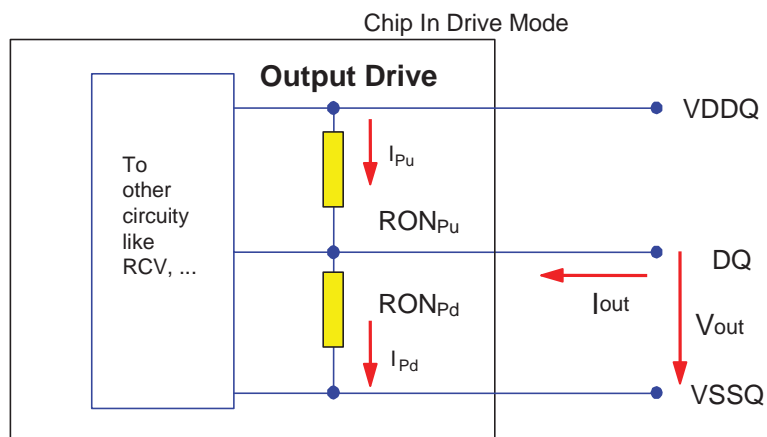 Chip In Drive Mode
Output Drive
VDDQ
To
other
circuity
like
RCV, ...
IPu
RONPu
DQ
Iout
RONPd
Vout
IPd
VSSQ